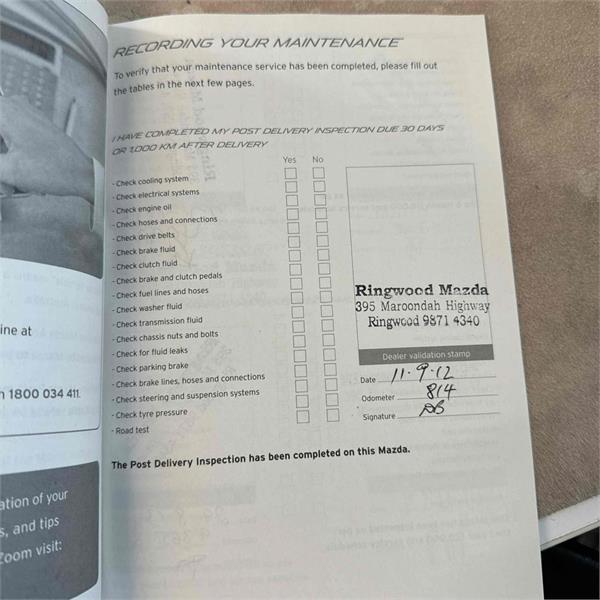 RECORDING YOUR MAINTENANCE
To verify that your maintenance service has been completed, please fill out
the tables in the next few pages.
I HAVE COMPLETED MY POST DELIVERY INSPECTION DUE 30 DAYS
OR 1,000 KM AFTER DELIVERY
Yes No
- Check cooling system
- Check electrical systems
- Check engine oil
- Check hoses and connections
- Check drive belts
- Check brake fluid
- Check clutch fluid
- Check brake and clutch pedals
- Check fuel lines and hoses
- Check washer fluid
- Check transmission fluid
- Check chassis nuts and bolts
- Check for fluid leaks
- Check parking brake
- Check brake lines, hoses and connections
- Check steering and suspension systems
- Check tyre pressure
- Road test
Ringwood Mazda
395 Maroondah Highway
Ringwood 9871 4340
Dealer validation stamp
Date 11.9.12
Odometer 814
Signature
The Post Delivery Inspection has been completed on this Mazda.
ine at
1800 034 411.
ation of your
s, and tips
Zoom visit: